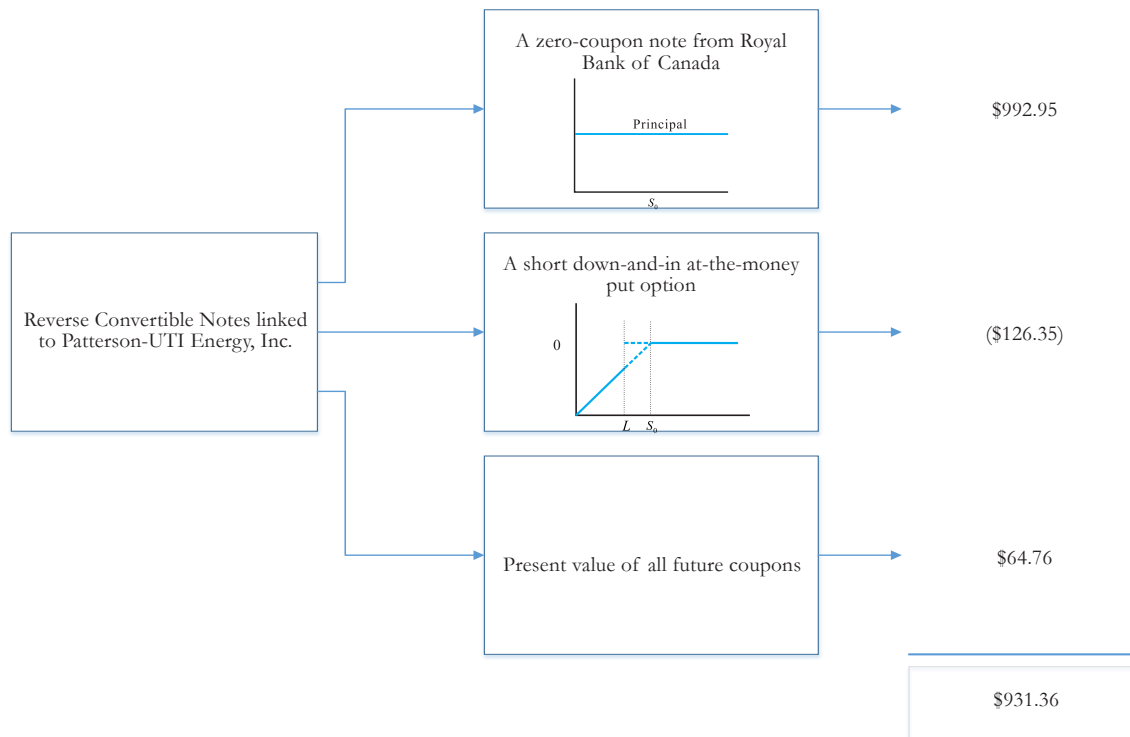 A zero-coupon note from Royal
Bank of Canada
Principal
S₀
$992.95
Reverse Convertible Notes linked
to Patterson-UTI Energy, Inc.
A short down-and-in at-the-money
put option
0
L S₀
($126.35)
Present value of all future coupons
$64.76
$931.36